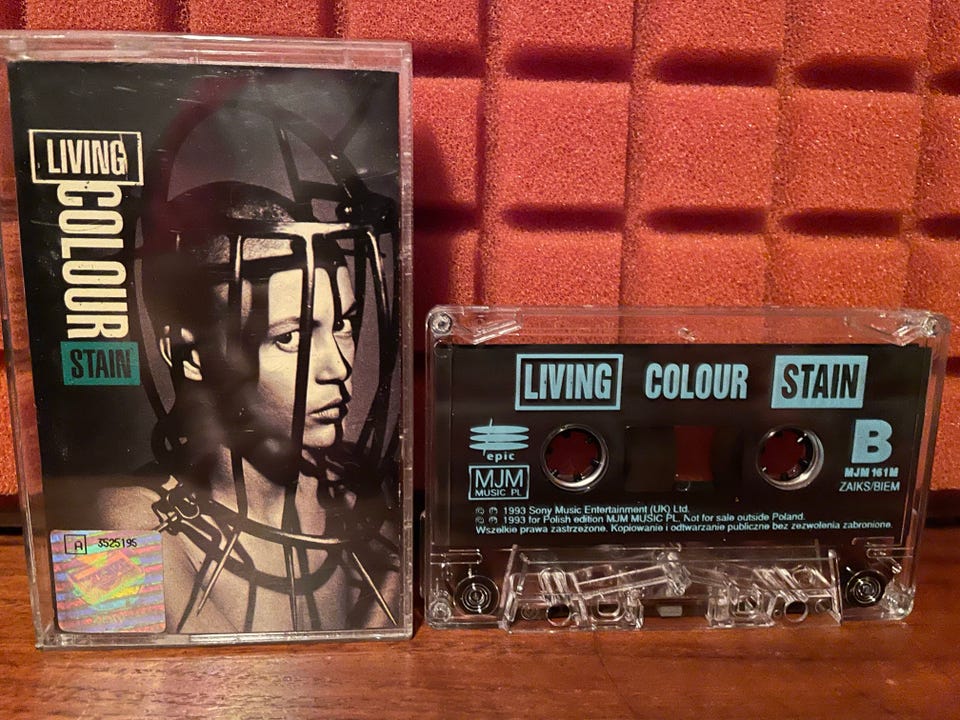 LIVING
COLOUR
STAIN
A 3525195
LIVING COLOUR STAIN
epic
MJM
MUSIC PL
B
MJM 161M
ZAIKS/BIEM
© ℗ 1993 Sony Music Entertainment (UK) Ltd.
© ℗ 1993 for Polish edition MJM MUSIC PL. Not for sale outside Poland.
Wszelkie prawa zastrzeżone. Kopiowanie i odtwarzanie publiczne bez zezwolenia zabronione.